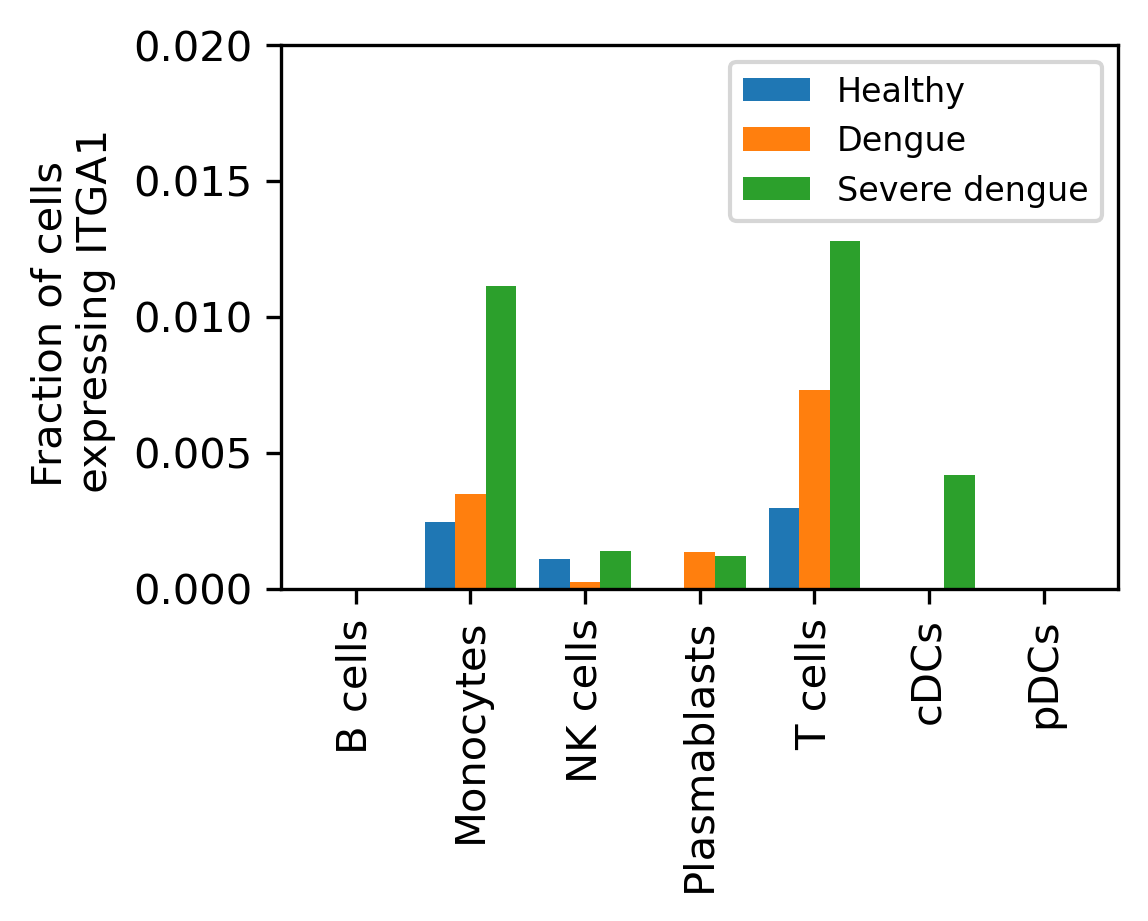 Fraction of cells
expressing ITGA1
0.020
0.015
0.010
0.005
0.000
Healthy
Dengue
Severe dengue
B cells
Monocytes
NK cells
Plasmablasts
T cells
cDCs
pDCs